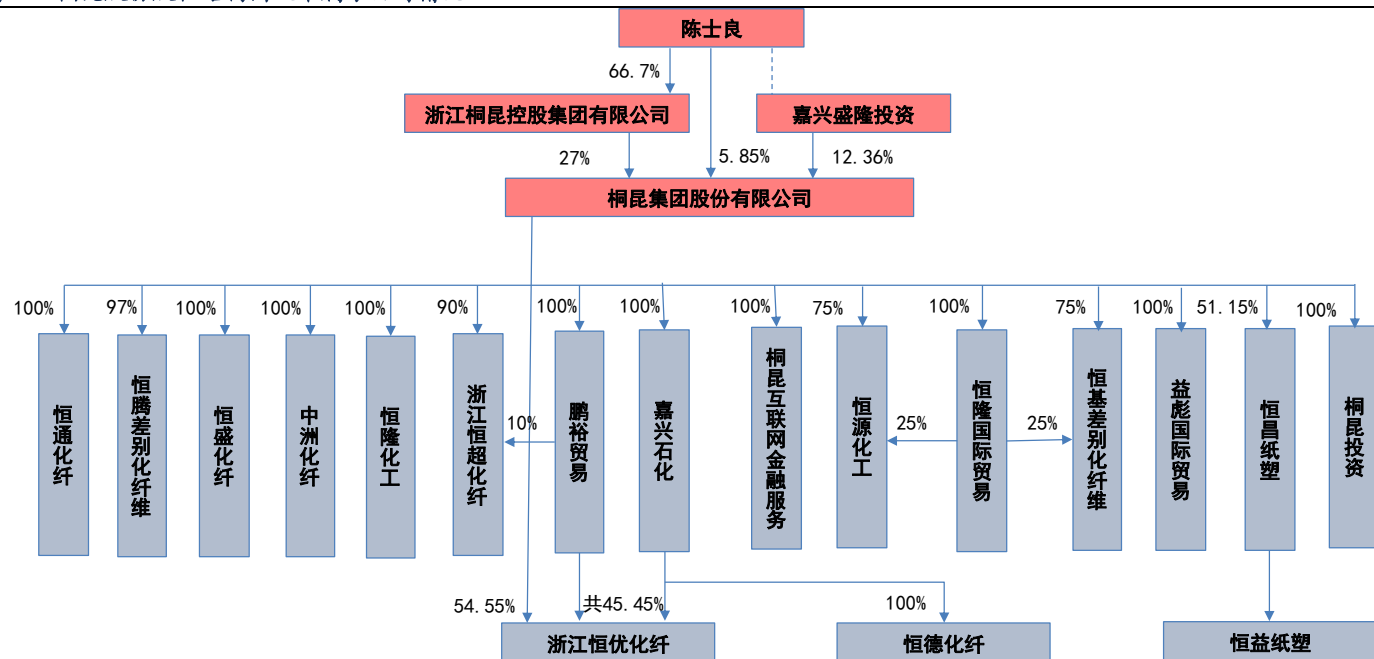 陈士良
66.7%
浙江桐昆控股集团有限公司
嘉兴盛隆投资
27%
5.85%
12.36%
桐昆集团股份有限公司
100%
97%
100%
100%
100%
90%
100%
100%
100%
75%
100%
75%
100%
51.15%
100%
恒通化纤
恒腾差别化纤维
恒盛化纤
中洲化纤
恒隆化工
浙江恒超化纤
10%
鹏裕贸易
嘉兴石化
桐昆互联网金融服务
恒源化工
25%
恒隆国际贸易
25%
恒基差别化纤维
益彪国际贸易
恒昌纸塑
桐昆投资
54.55%
共45.45%
100%
浙江恒优化纤
恒德化纤
恒益纸塑